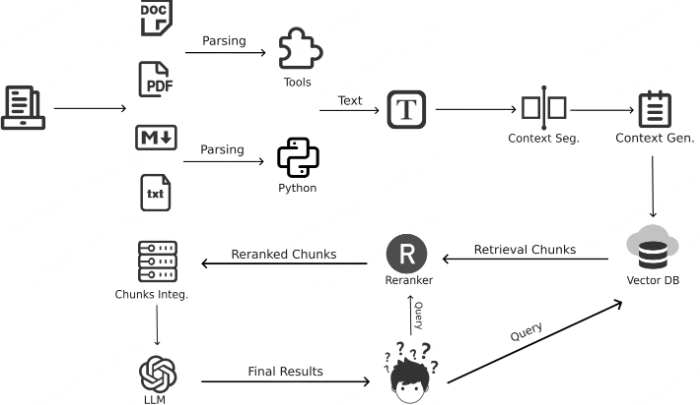 DOC
Parsing
Tools
PDF
Text
T
M
Context Seg.
Context Gen.
Parsing
Python
txt
Reranked Chunks
R
Retrieval Chunks
Chunks Integ.
Reranker
Vector DB
Query
Query
? ? ? ? ? ? ?
Final Results
LLM